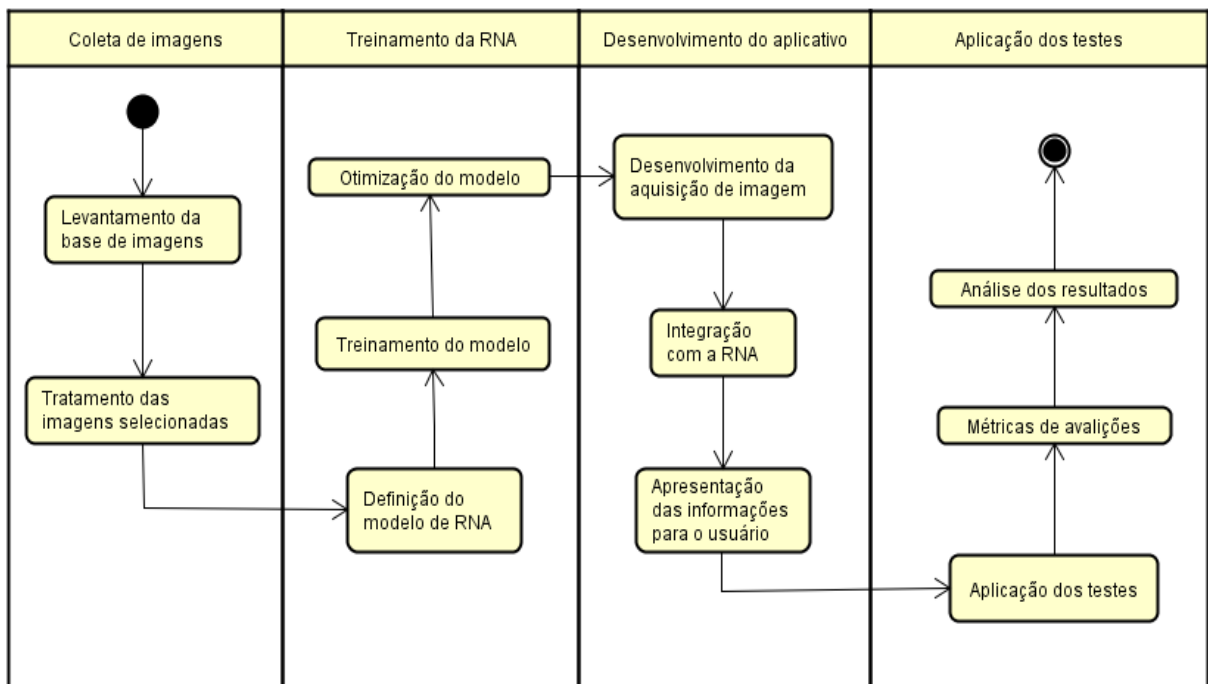 Coleta de imagens
Treinamento da RNA
Desenvolvimento do aplicativo
Aplicação dos testes
Levantamento da
base de imagens
Tratamento das
imagens selecionadas
Otimização do modelo
Treinamento do modelo
Definição do
modelo de RNA
Desenvolvimento da
aquisição de imagem
Integração
com a RNA
Apresentação
das informações
para o usuário
Análise dos resultados
Métricas de avalições
Aplicação dos testes